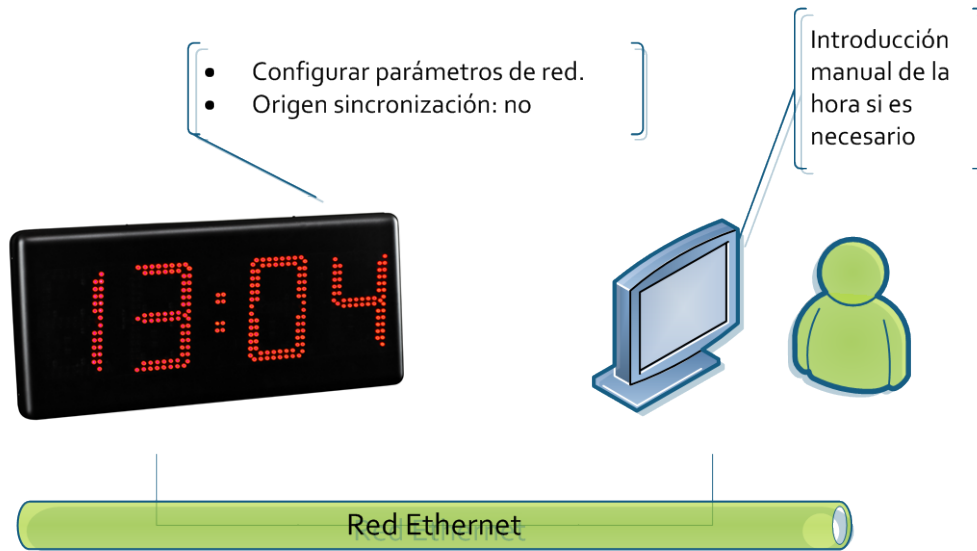 • Configurar parámetros de red.
• Origen sincronización: no
Introducción
manual de la
hora si es
necesario
13:04
Red Ethernet